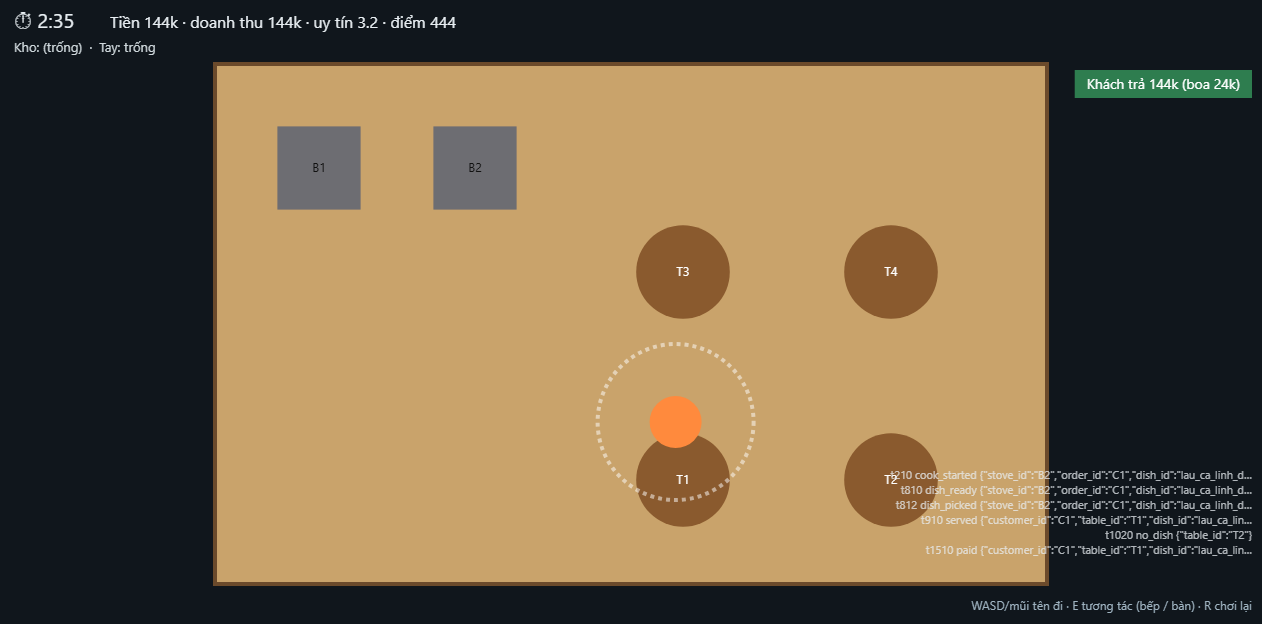 ⏱ 2:35 Tiền 144k · doanh thu 144k · uy tín 3.2 · điểm 444
Kho: (trống) · Tay: trống
Khách trả 144k (boa 24k)
B1 B2
T3 T4
T1 T2
t210 cook_started {"stove_id":"B2","order_id":"C1","dish_id":"lau_ca_linh_d...
t810 dish_ready {"stove_id":"B2","order_id":"C1","dish_id":"lau_ca_linh_d...
t812 dish_picked {"stove_id":"B2","order_id":"C1","dish_id":"lau_ca_linh_d...
t910 served {"customer_id":"C1","table_id":"T1","dish_id":"lau_ca_lin...
t1020 no_dish {"table_id":"T2"}
t1510 paid {"customer_id":"C1","table_id":"T1","dish_id":"lau_ca_lin...
WASD/mũi tên đi · E tương tác (bếp / bàn) · R chơi lại